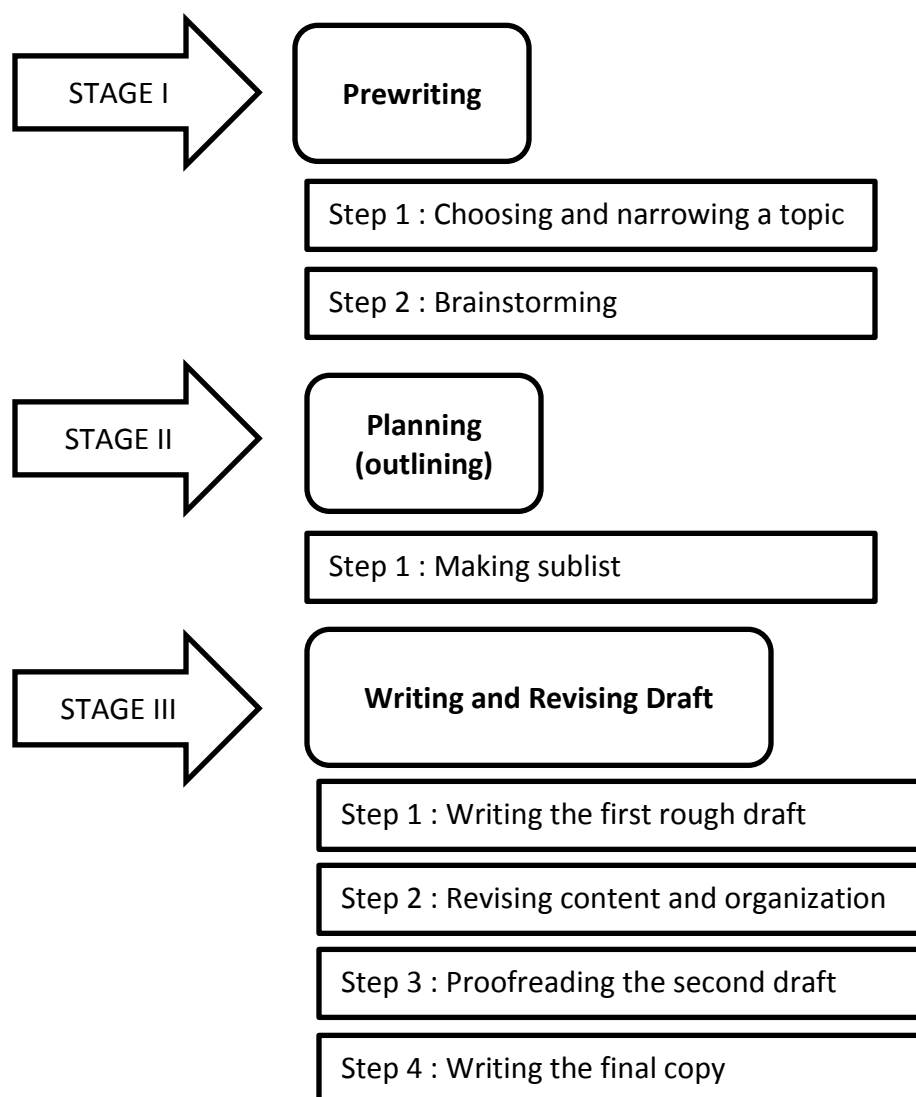 STAGE I
Prewriting
Step 1 : Choosing and narrowing a topic
Step 2 : Brainstorming
STAGE II
Planning
(outlining)
Step 1 : Making sublist
STAGE III
Writing and Revising Draft
Step 1 : Writing the first rough draft
Step 2 : Revising content and organization
Step 3 : Proofreading the second draft
Step 4 : Writing the final copy